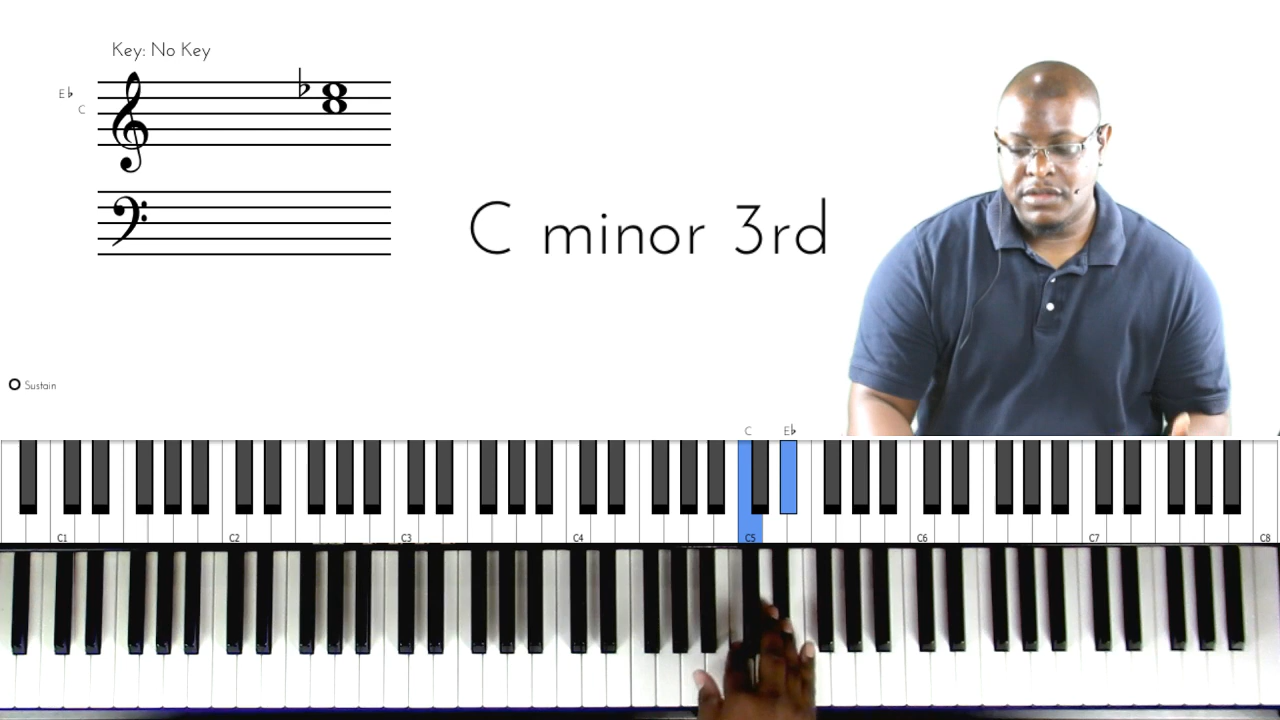 Key: No Key
E♭
C
C minor 3rd
Sustain
C E♭
C1 C2 C3 C4 C5 C6 C7 C8